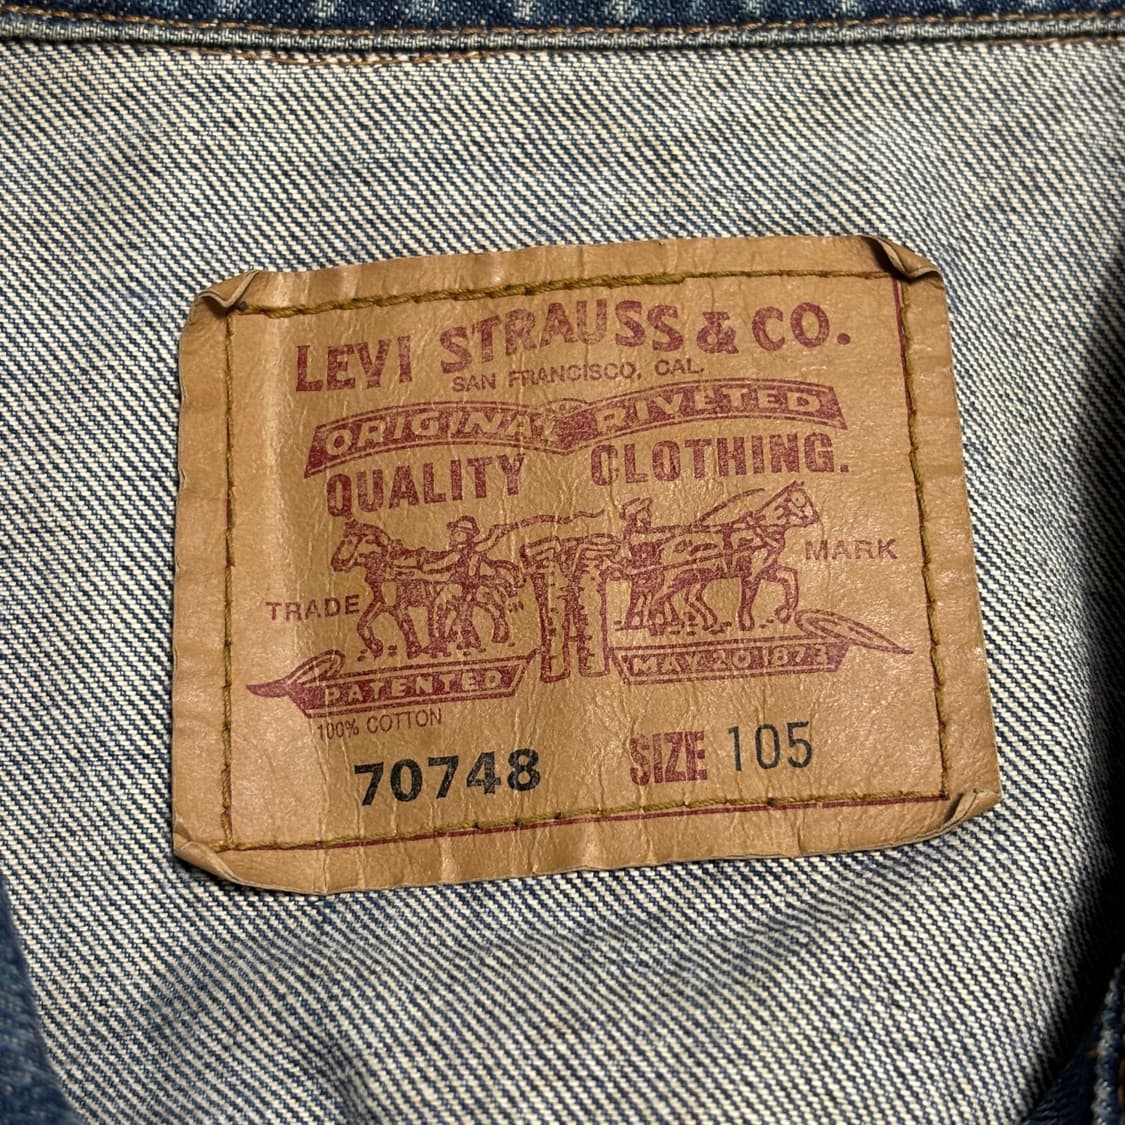 LEVI STRAUSS & CO.
SAN FRANCISCO, CAL.
ORIGINAL RIVETED
QUALITY CLOTHING.
TRADE MARK
PATENTED MAY 20 1873
100% COTTON
70748 SIZE 105